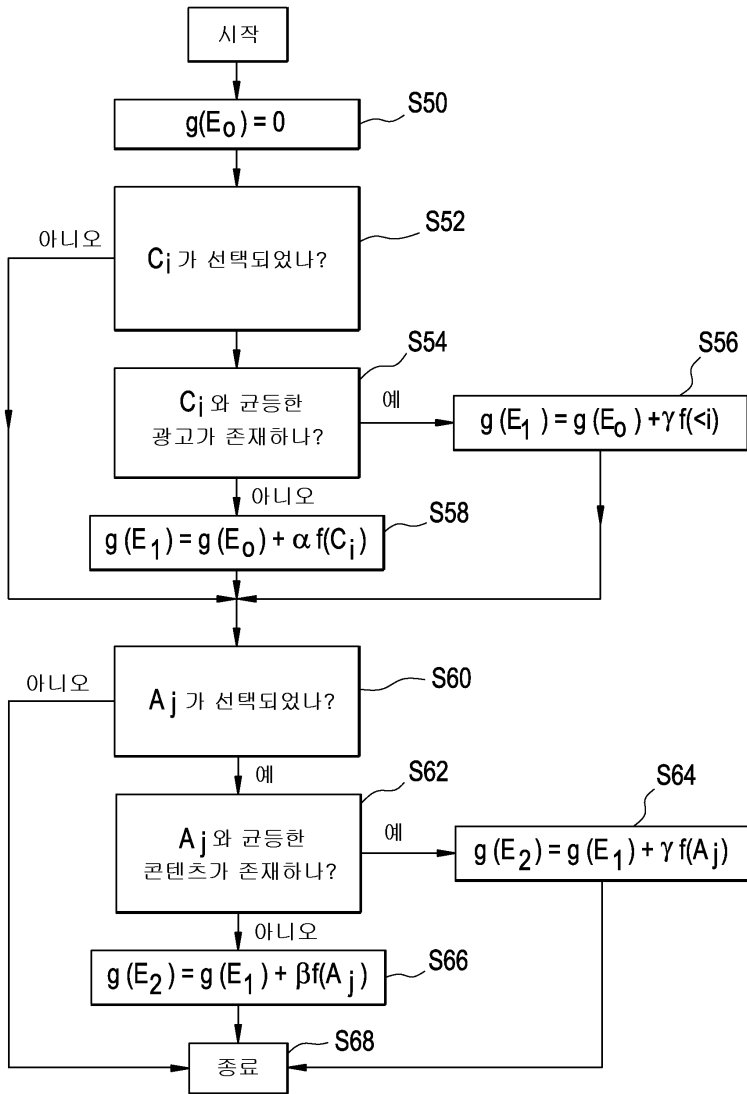 시작
S50
g(E₀) = 0
S52
아니오
Cᵢ 가 선택되었나?
S54
S56
Cᵢ 와 균등한
광고가 존재하나?
예
g (E₁ ) = g (E₀) + γ f(<i)
아니오
S58
g (E₁) = g (E₀) + α f(Cᵢ)
S60
아니오
Aⱼ 가 선택되었나?
예
S62
S64
Aⱼ 와 균등한
콘텐츠가 존재하나?
예
g (E₂) = g (E₁) + γ f(Aⱼ)
아니오
S66
g (E₂) = g (E₁) + βf(Aⱼ)
S68
종료